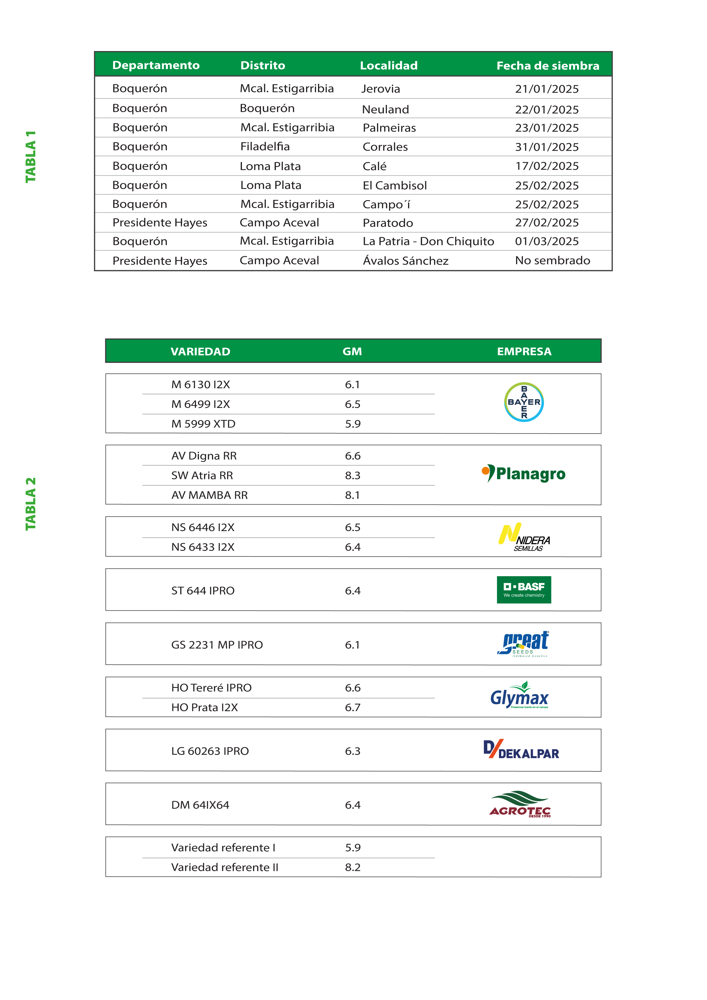 TABLA 1
Departamento Distrito Localidad Fecha de siembra
Boquerón Mcal. Estigarribia Jerovia 21/01/2025
Boquerón Boquerón Neuland 22/01/2025
Boquerón Mcal. Estigarribia Palmeiras 23/01/2025
Boquerón Filadelfia Corrales 31/01/2025
Boquerón Loma Plata Calé 17/02/2025
Boquerón Loma Plata El Cambisol 25/02/2025
Boquerón Mcal. Estigarribia Campo´í 25/02/2025
Presidente Hayes Campo Aceval Paratodo 27/02/2025
Boquerón Mcal. Estigarribia La Patria - Don Chiquito 01/03/2025
Presidente Hayes Campo Aceval Ávalos Sánchez No sembrado
TABLA 2
VARIEDAD GM EMPRESA
M 6130 I2X 6.1
M 6499 I2X 6.5
M 5999 XTD 5.9
BAYER
BAYER
AV Digna RR 6.6
SW Atria RR 8.3
AV MAMBA RR 8.1
Planagro
NS 6446 I2X 6.5
NS 6433 I2X 6.4
NIDERA
SEMILLAS
ST 644 IPRO 6.4
BASF
We create chemistry
GS 2231 MP IPRO 6.1
great
SEEDS
Advanced Genetics
HO Tereré IPRO 6.6
HO Prata I2X 6.7
Glymax
Presencia fuerte en el campo
LG 60263 IPRO 6.3
D/DEKALPAR
DM 64IX64 6.4
AGROTEC
DESDE 1990
Variedad referente I 5.9
Variedad referente II 8.2